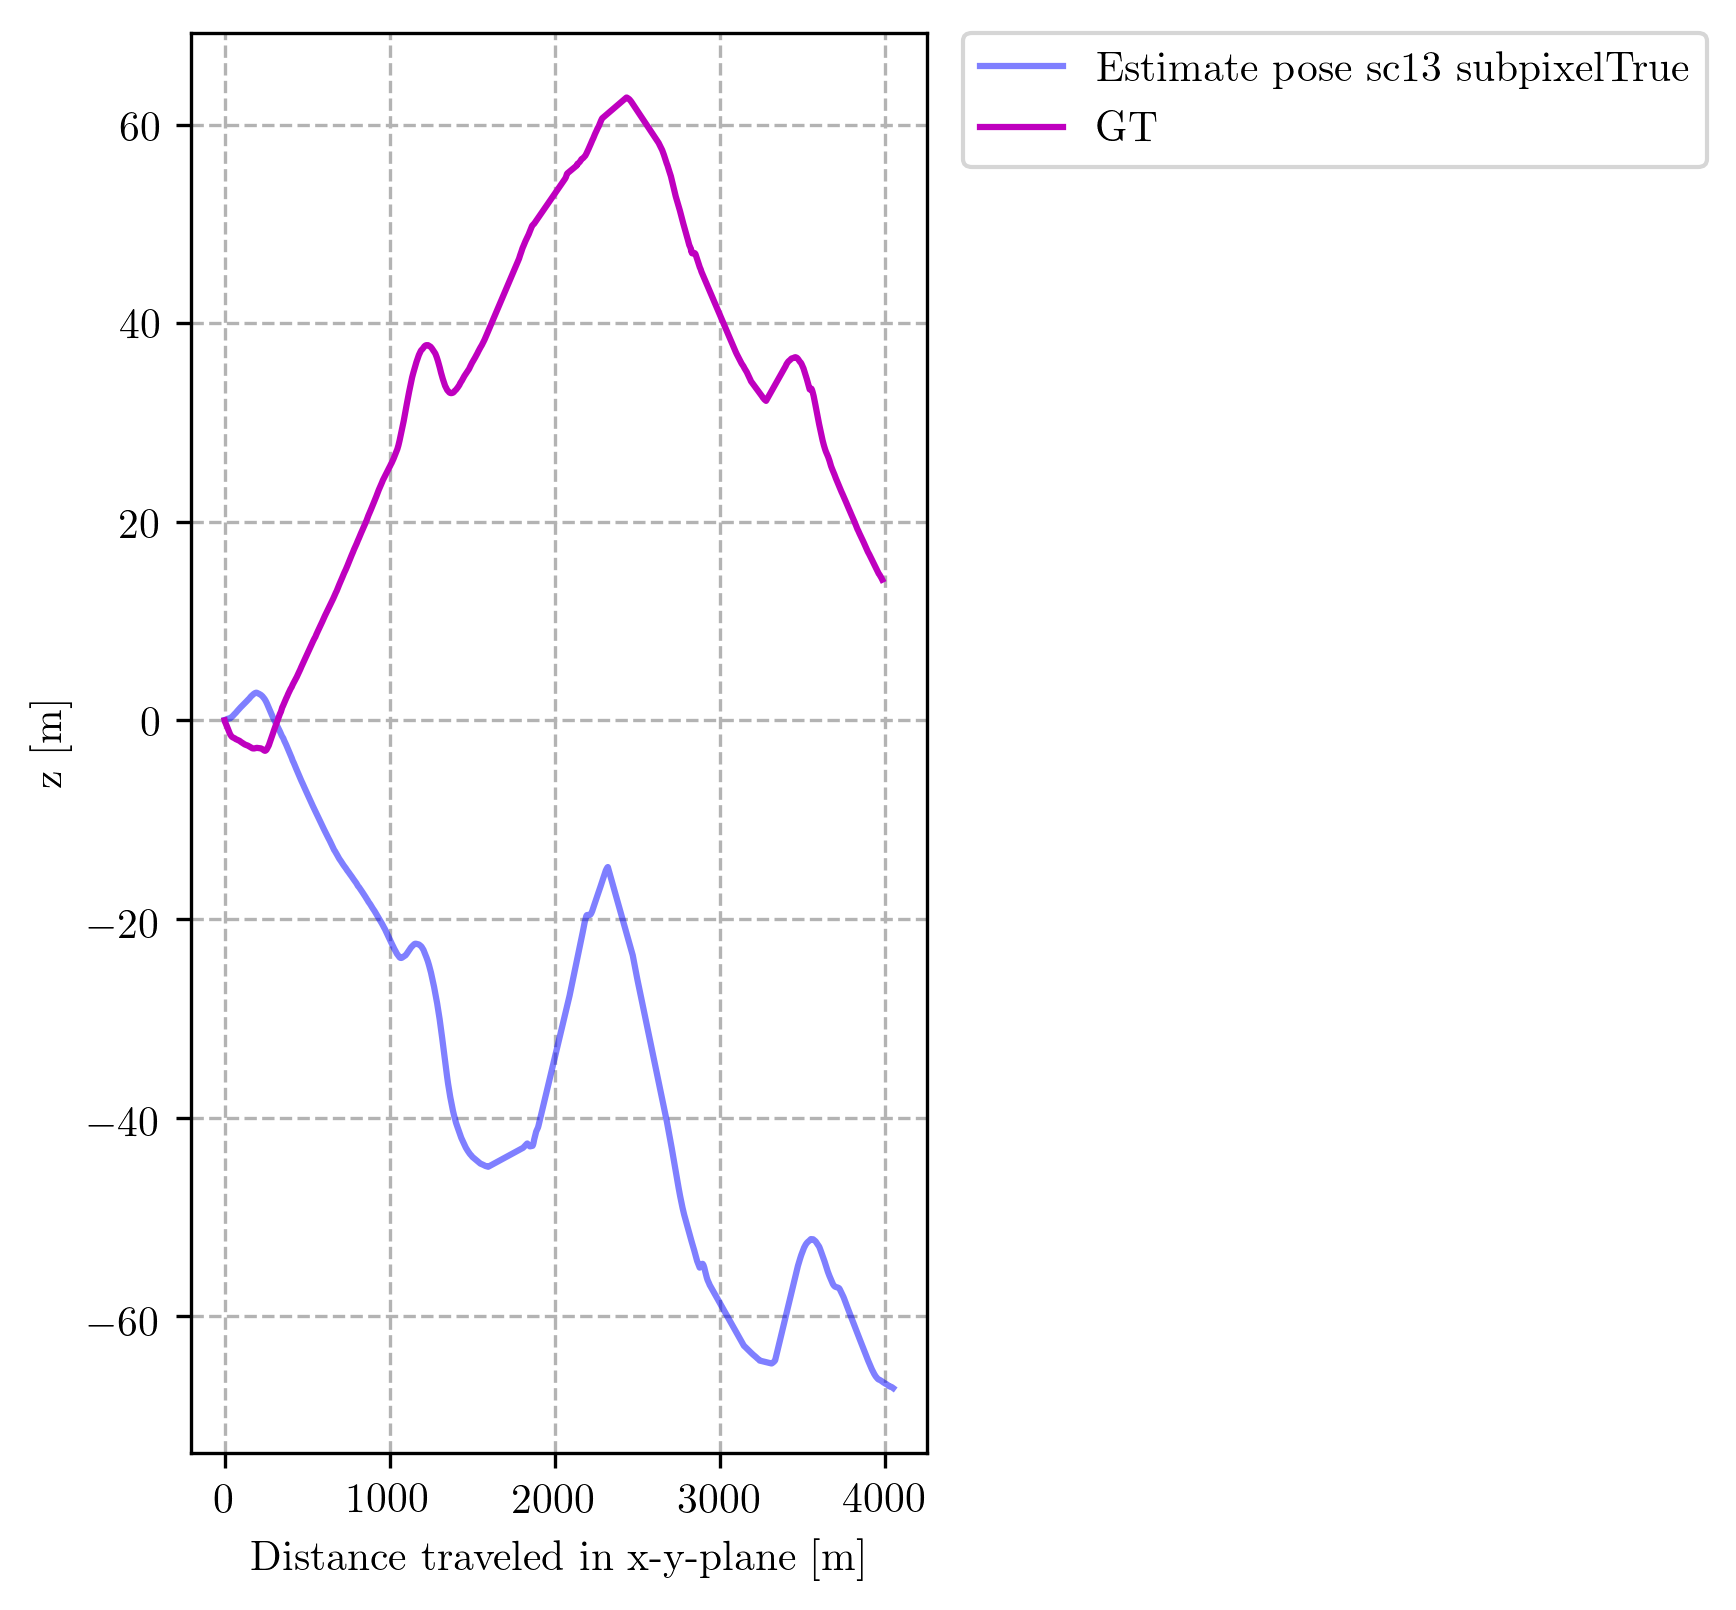 Estimate pose sc13 subpixelTrue
GT
60
40
20
0
−20
−40
−60
z [m]
0 1000 2000 3000 4000
Distance traveled in x-y-plane [m]